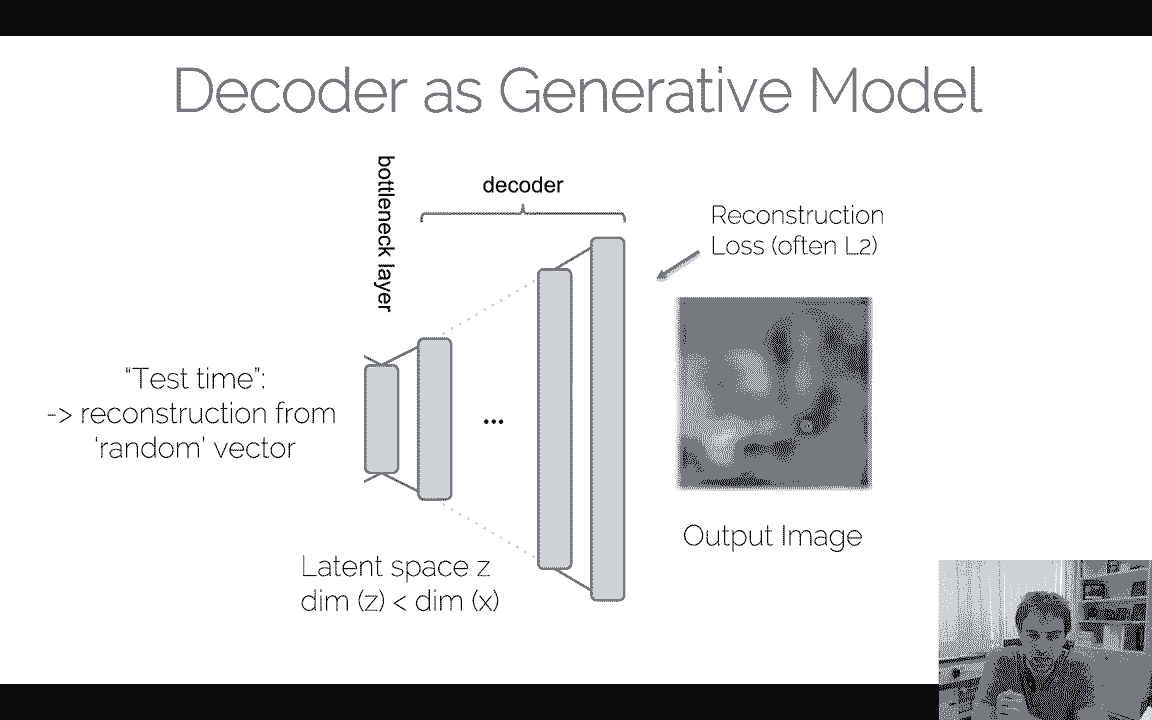 Decoder as Generative Model
bottleneck layer
decoder
Reconstruction
Loss (often L2)
“Test time”:
-> reconstruction from
‘random’ vector
...
Output Image
Latent space z
dim (z) < dim (x)